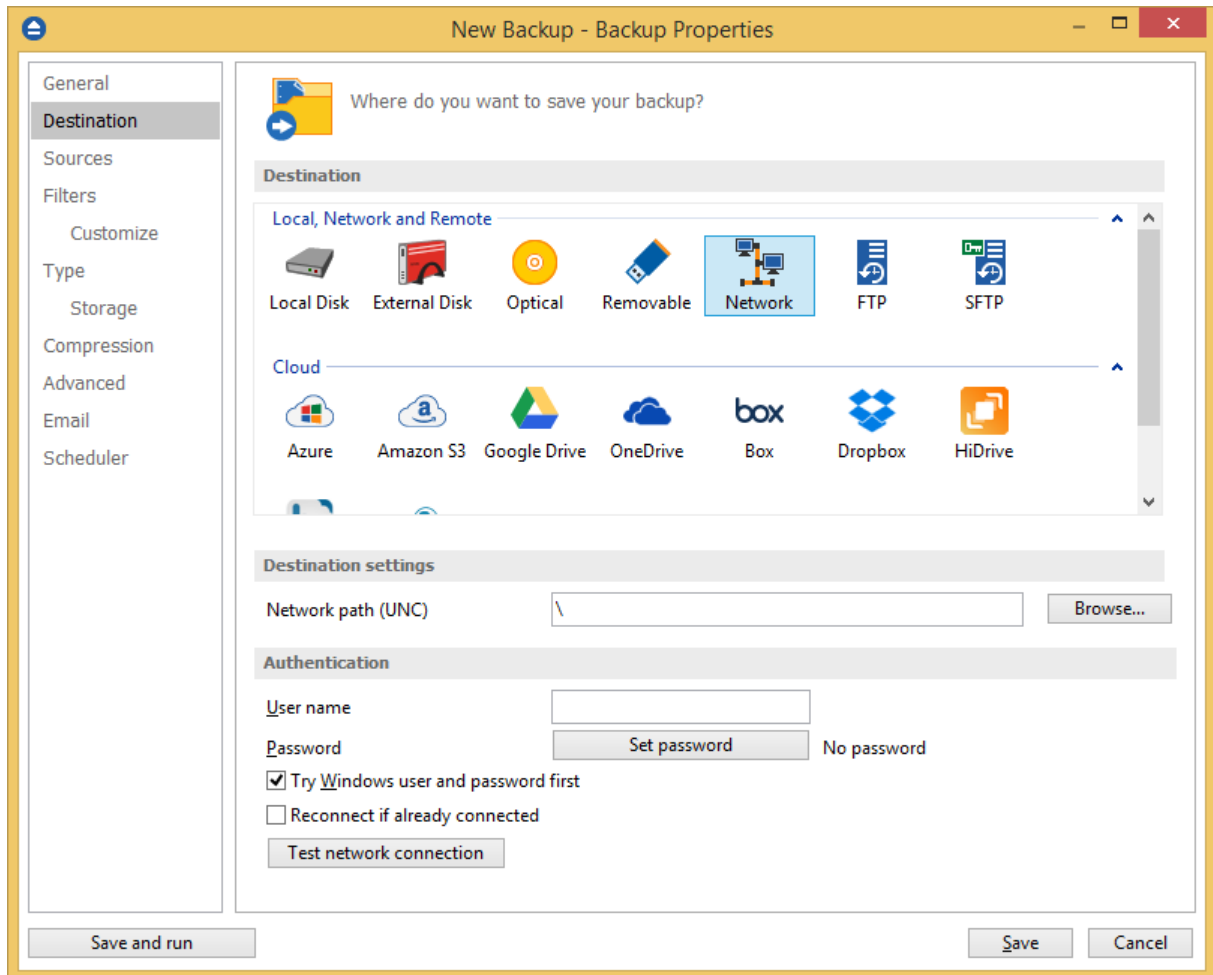 New Backup - Backup Properties
General
Destination
Sources
Filters
Customize
Type
Storage
Compression
Advanced
Email
Scheduler
Where do you want to save your backup?
Destination
Local, Network and Remote
Local Disk External Disk Optical Removable Network FTP SFTP
Cloud
a
box
Azure Amazon S3 Google Drive OneDrive Box Dropbox HiDrive
Destination settings
Network path (UNC) \ Browse...
Authentication
User name
Password Set password No password
Try Windows user and password first
Reconnect if already connected
Test network connection
Save and run Save Cancel